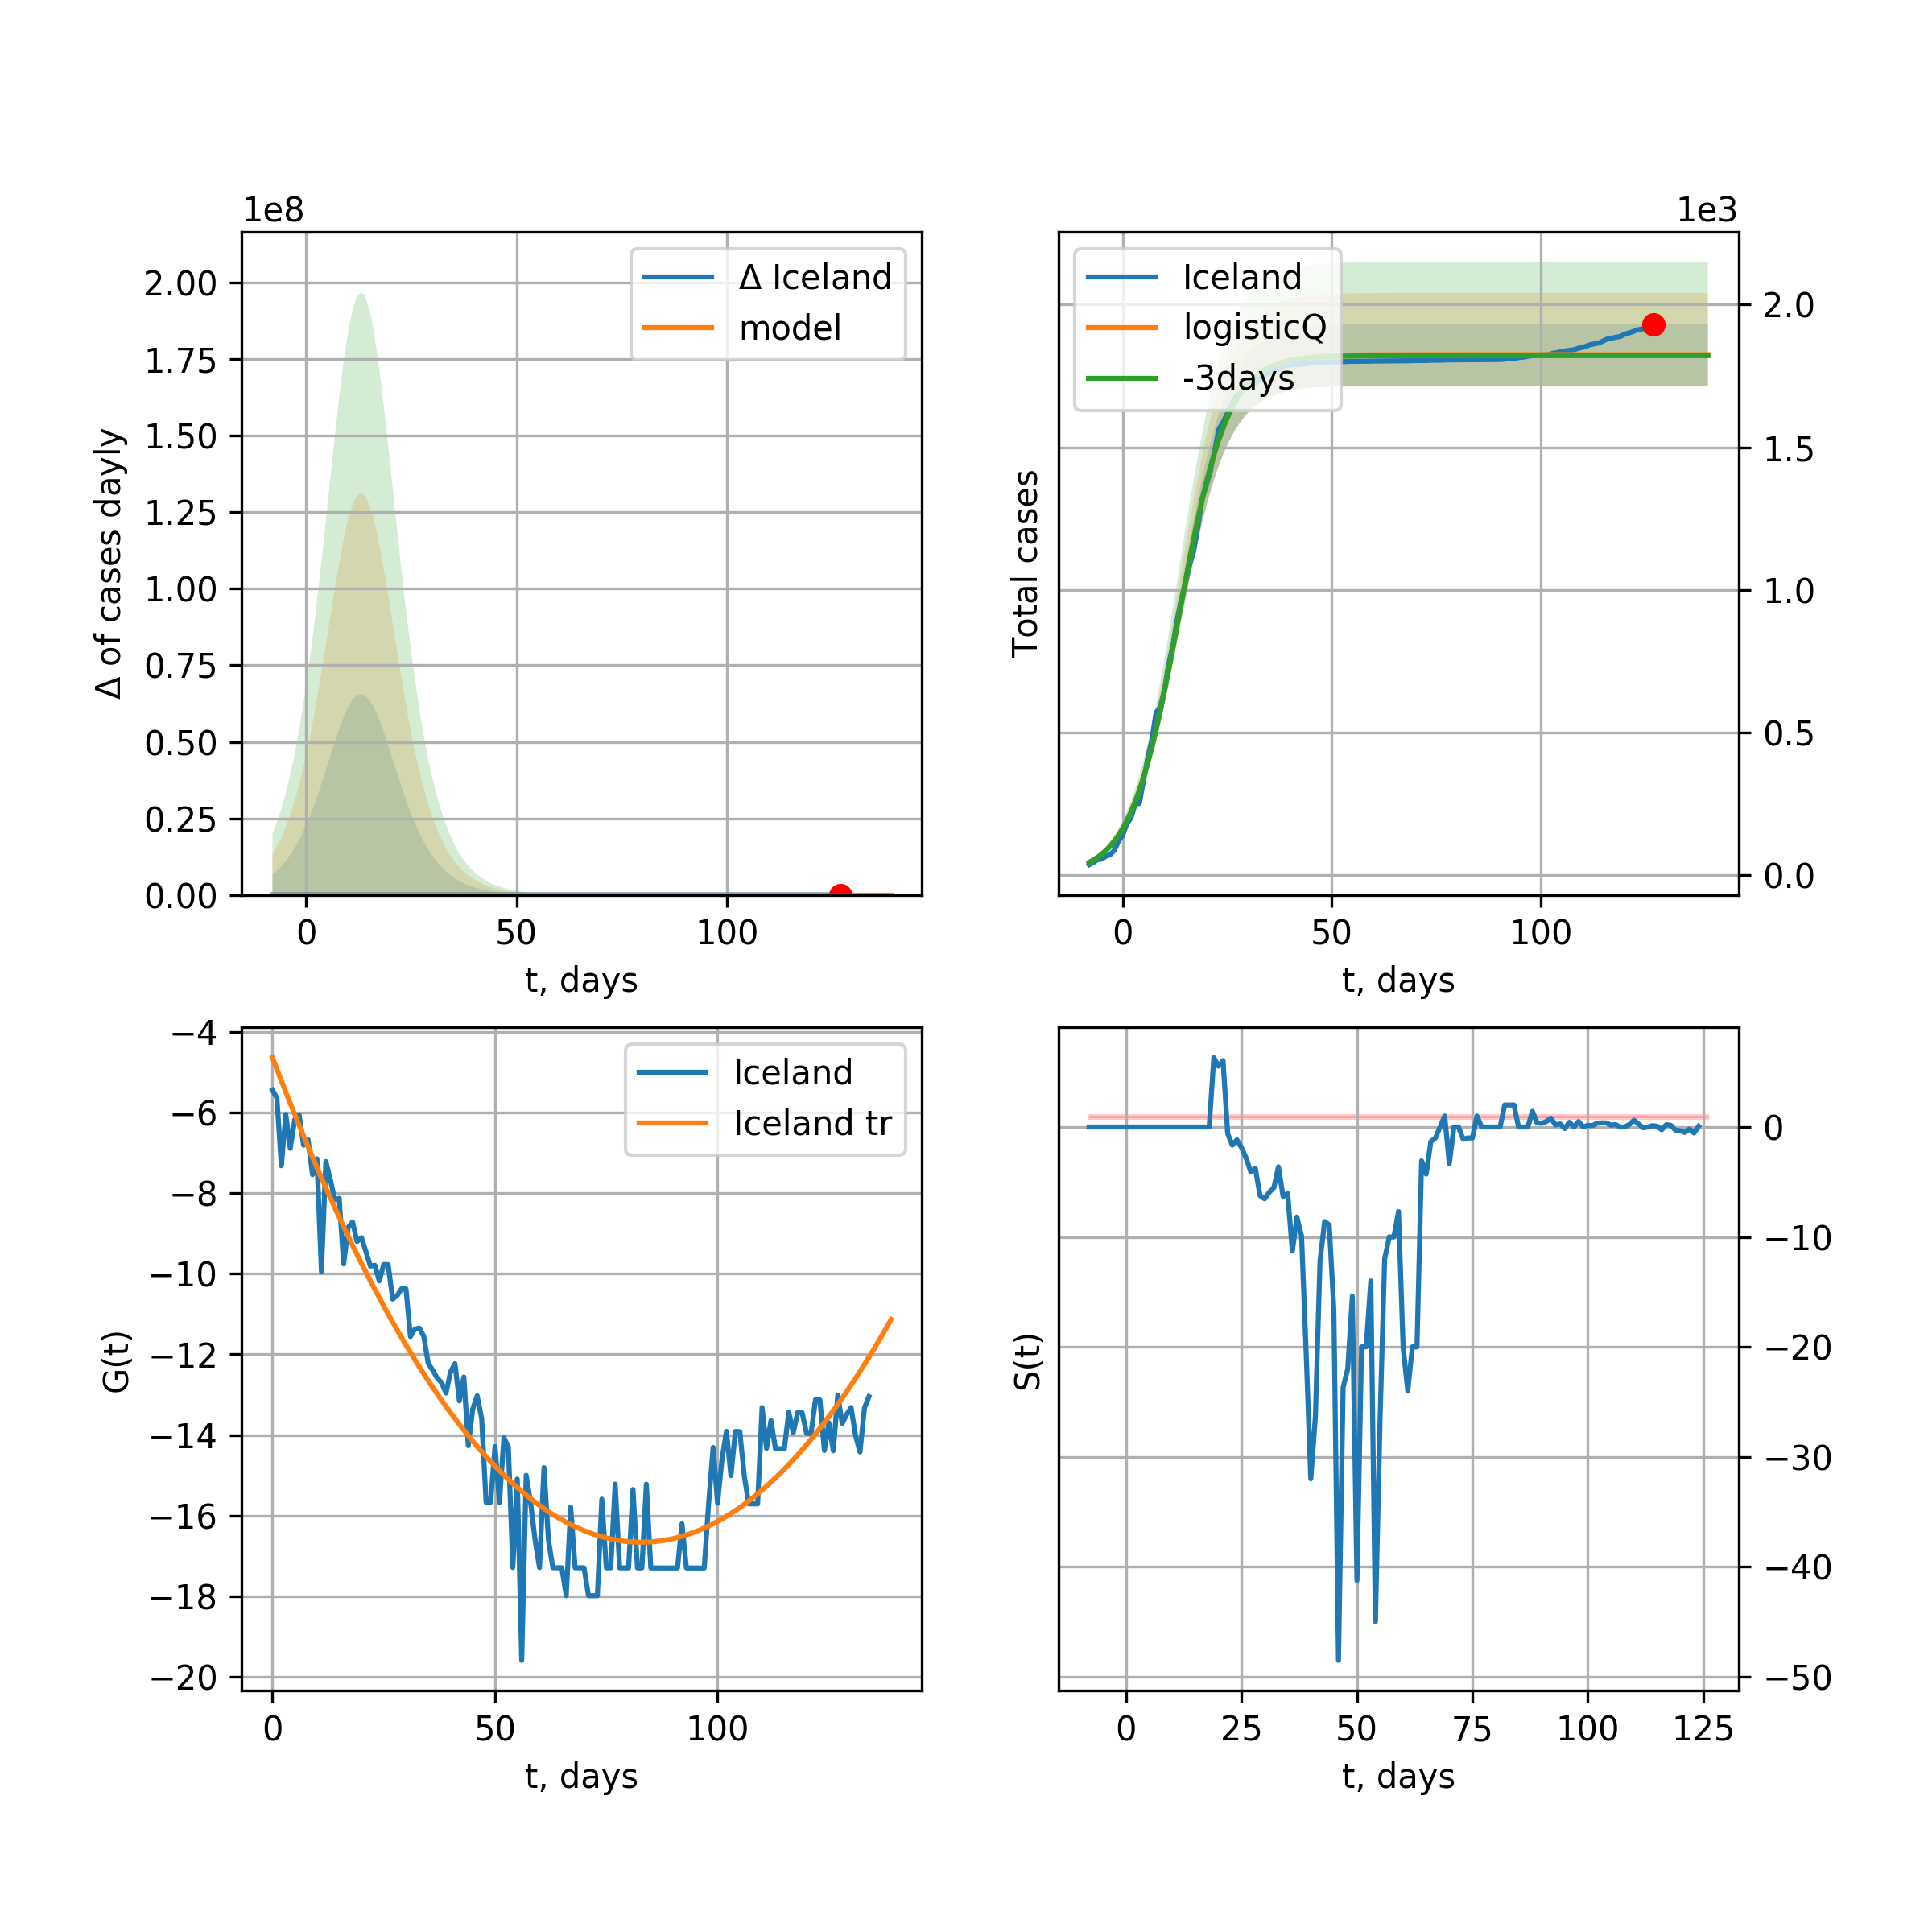 1e8
2.00
1.75
1.50
1.25
1.00
0.75
0.50
0.25
0.00
Δ of cases dayly
Δ Iceland
model
0 50 100
t, days
1e3
Iceland
logisticQ
-3days
Total cases
2.0
1.5
1.0
0.5
0.0
0 50 100
t, days
−4
−6
−8
−10
−12
−14
−16
−18
−20
G(t)
Iceland
Iceland tr
0 50 100
t, days
S(t)
0
−10
−20
−30
−40
−50
0 25 50 75 100 125
t, days